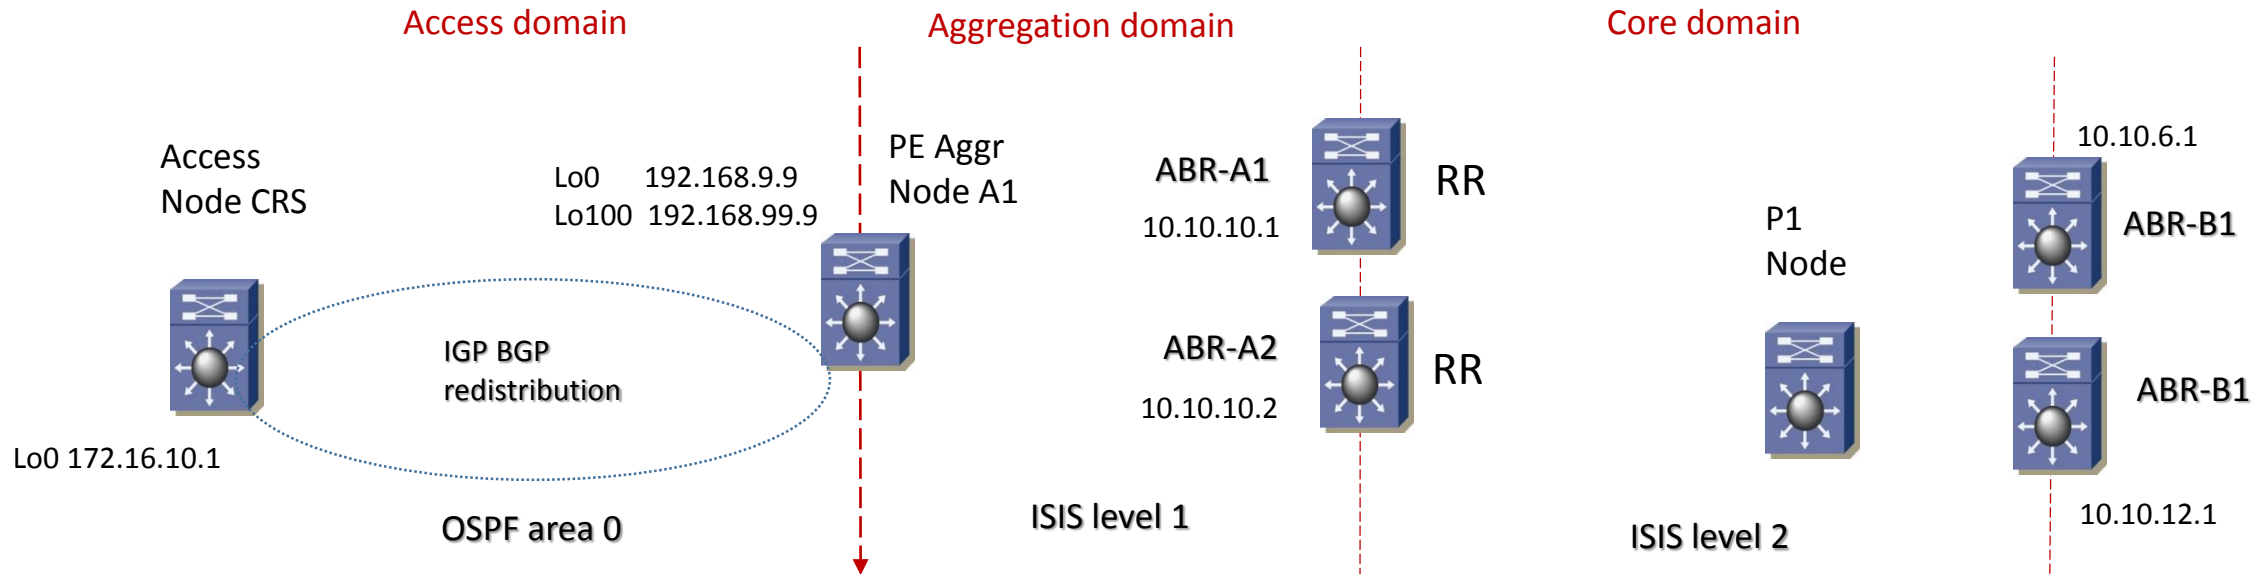 Access domain
Aggregation domain
Core domain
Access
Node CRS
Lo0 192.168.9.9
Lo100 192.168.99.9
PE Aggr
Node A1
ABR-A1
10.10.10.1
RR
ABR-A2
10.10.10.2
RR
P1
Node
10.10.6.1
ABR-B1
ABR-B1
10.10.12.1
IGP BGP
redistribution
Lo0 172.16.10.1
OSPF area 0
ISIS level 1
ISIS level 2